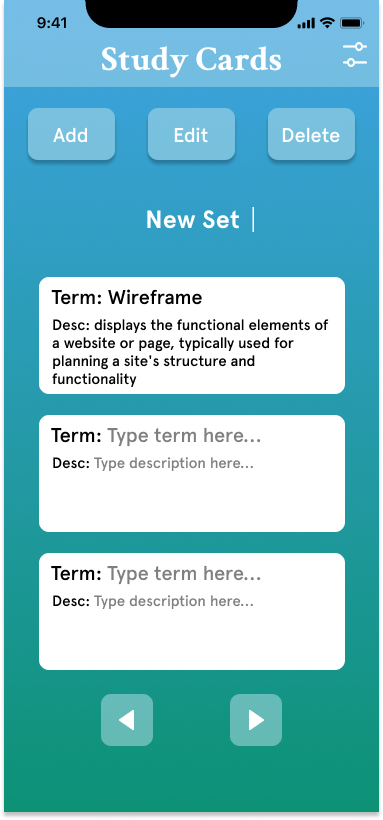 9:41
Study Cards
Add Edit Delete
New Set
Term: Wireframe
Desc: displays the functional elements of
a website or page, typically used for
planning a site's structure and
functionality
Term: Type term here...
Desc: Type description here...
Term: Type term here...
Desc: Type description here...